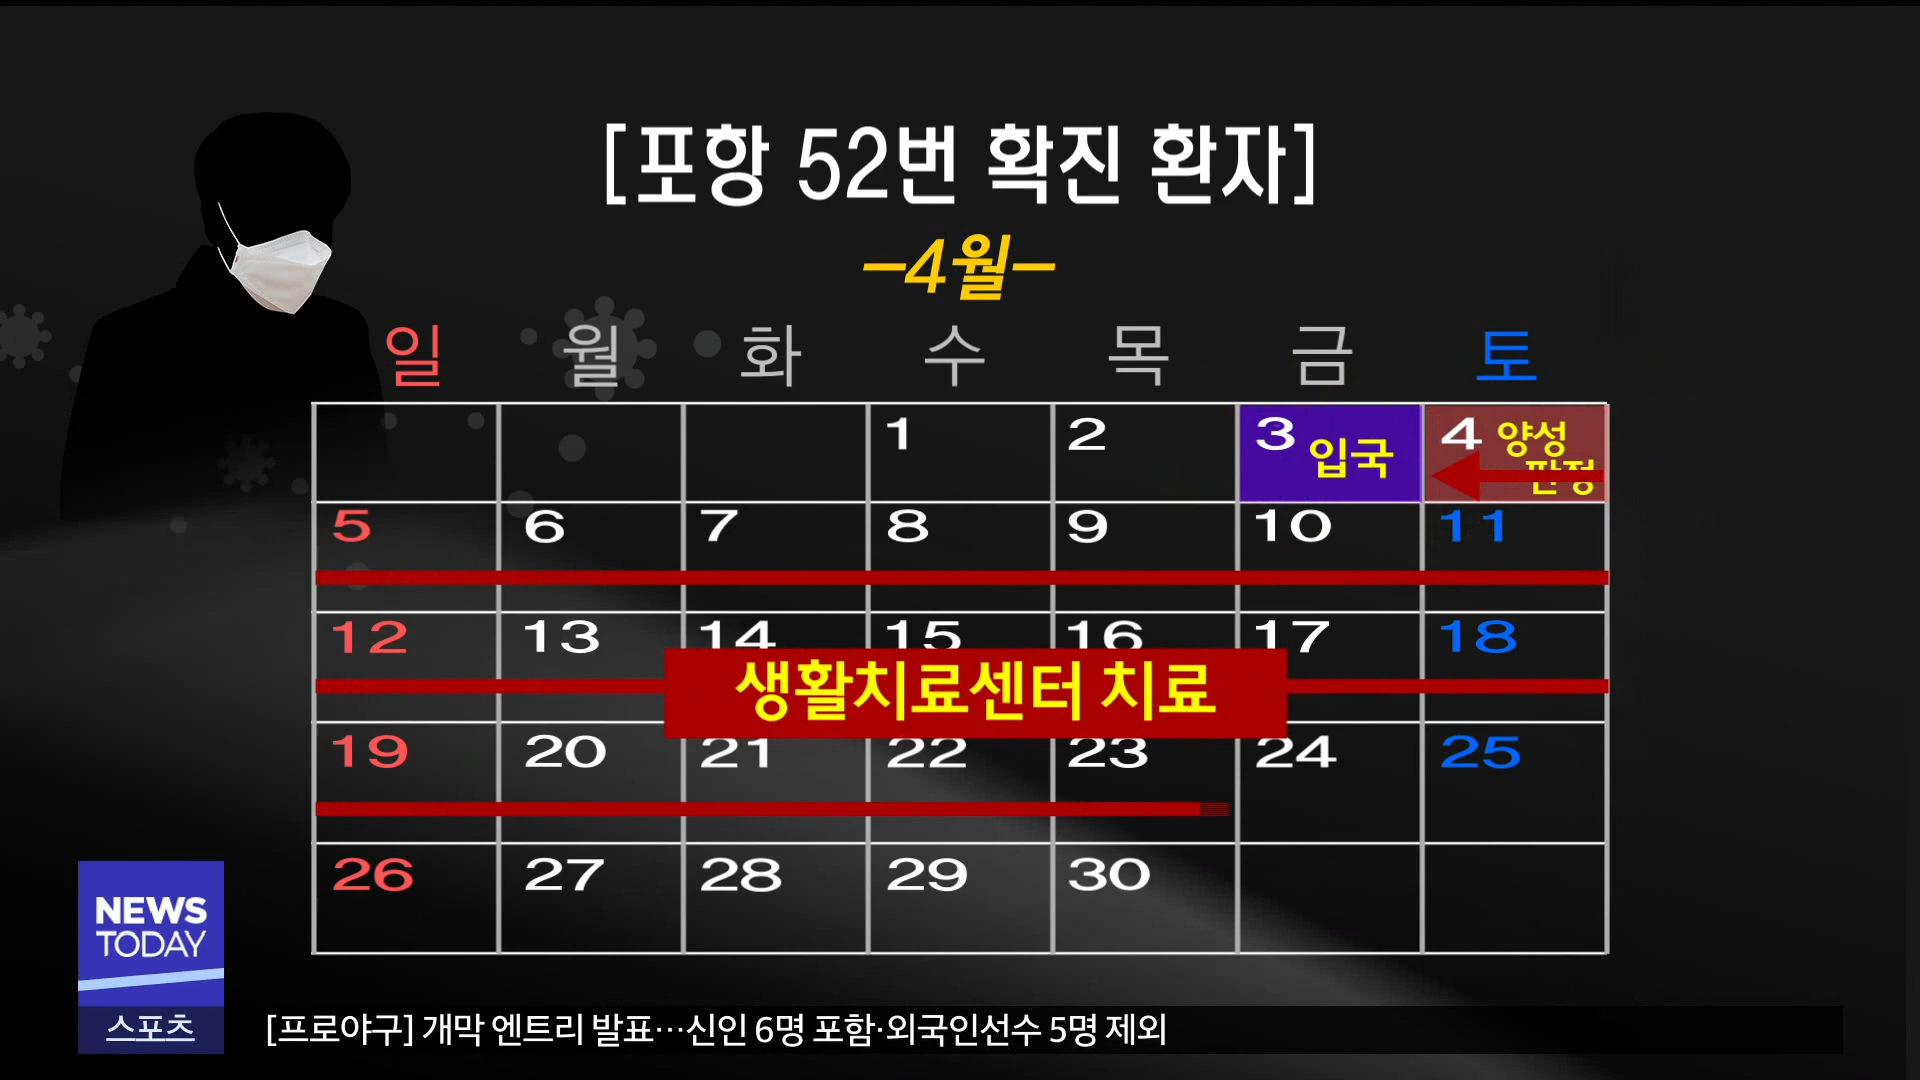 [포항 52번 확진 환자]
-4월-
일 월 화 수 목 금 토
1 2 3 입국 4 양성
판정
5 6 7 8 9 10 11
12 13 14 15 16 17 18
생활치료센터 치료
19 20 21 22 23 24 25
26 27 28 29 30
NEWS
TODAY
스포츠 [프로야구] 개막 엔트리 발표…신인 6명 포함·외국인선수 5명 제외